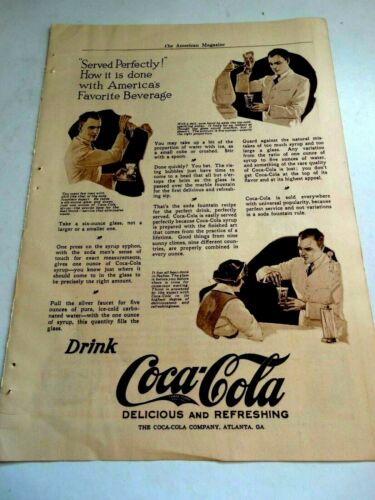 The American Magazine
"Served Perfectly!"
How it is done
with America's
Favorite Beverage
Take a six-ounce glass, not
larger or a smaller one.
One press on the syrup syphon,
with the soda men's sense of
touch for exact measurements,
gives one ounce of Coca-Cola
syrup—you know just where it
should come to in the glass to
be precisely the right amount.
Pull the silver faucet for five
ounces of pure, ice-cold carbo-
nated water—with the one ounce
of syrup, this quantity fills the
glass.
You may take up a bit of the
proportion of water with ice, as
a small cube or crushed. Stir
with a spoon.
Done quickly? You bet. The ris-
ing bubbles just have time to
come to a bead all but o'er-
tops the brim as the glass is
passed over the marble fountain
for the first delicious and refresh-
ing sip.
That's the soda fountain recipe
for the perfect drink, perfectly
served. Coca-Cola is easily served
perfectly because Coca-Cola syrup
is prepared with the finished art
that comes from the practice of a
lifetime. Good things from nine
sunny climes, nine different coun-
tries, are properly combined in
every ounce.
Guard against the natural mis-
takes of too much syrup and too
large a glass. Any variation
from the ratio of one ounce of
syrup to five ounces of water,
and something of the rare quality
of Coca-Cola is lost; you don't
get Coca-Cola at the top of its
flavor and at its highest appeal.
Coca-Cola is sold everywhere
with universal popularity, because
perfect service and not variations
is a soda fountain rule.
Drink
Coca-Cola
DELICIOUS AND REFRESHING
THE COCA-COLA COMPANY, ATLANTA, GA.